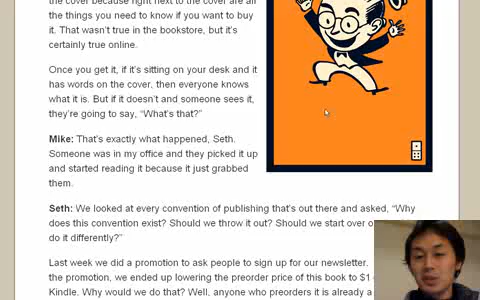 the cover because right next to the cover are all
the things you need to know if you want to buy
it. That wasn't true in the bookstore, but it's
certainly true online.
Once you get it, if it's sitting on your desk and it
has words on the cover, then everyone knows
what it is. But if it doesn't and someone sees it,
they're going to say, “What's that?”
Mike: That's exactly what happened, Seth.
Someone was in my office and they picked it up
and started reading it because it just grabbed
them.
Seth: We looked at every convention of publishing that's out there and asked, “Why
does this convention exist? Should we throw it out? Should we start over o
do it differently?”
Last week we did a promotion to ask people to sign up for our newsletter.
the promotion, we ended up lowering the preorder price of this book to $1
Kindle. Why would we do that? Well, anyone who preorders it is already a